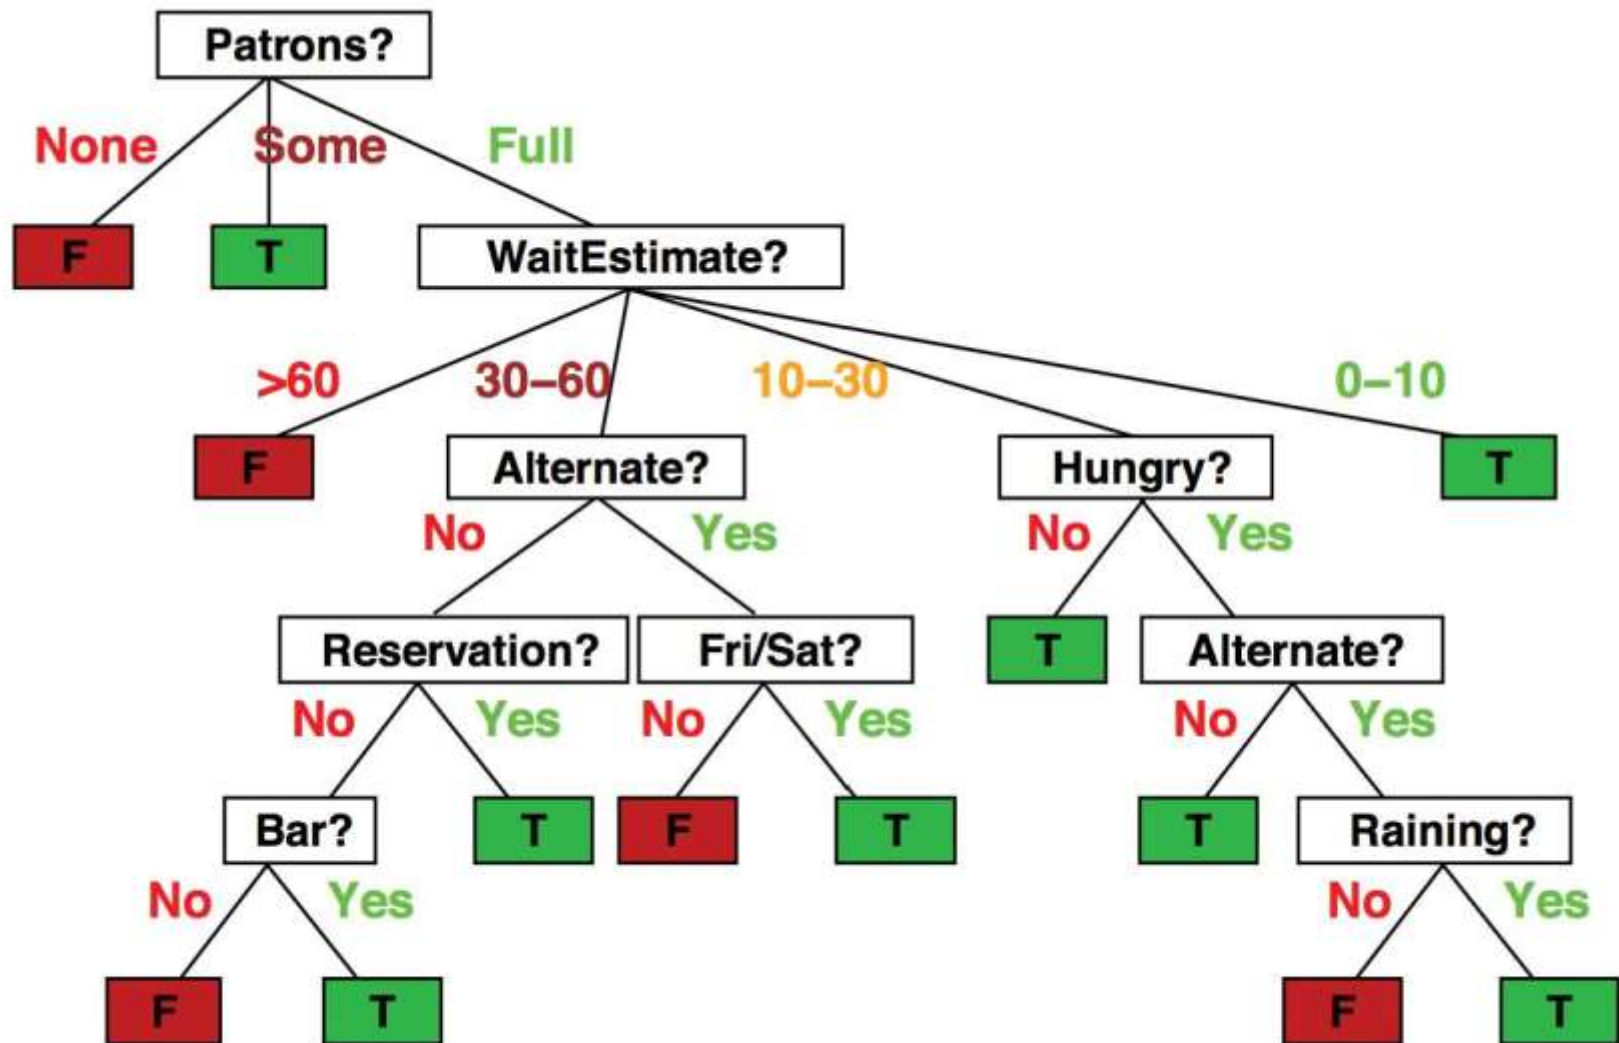 Patrons?
None Some Full
F T WaitEstimate?
>60 30–60 10–30 0–10
F Alternate? Hungry? T
No Yes No Yes
Reservation? Fri/Sat? T Alternate?
No Yes No Yes No Yes
Bar? T F T T Raining?
No Yes No Yes
F T F T